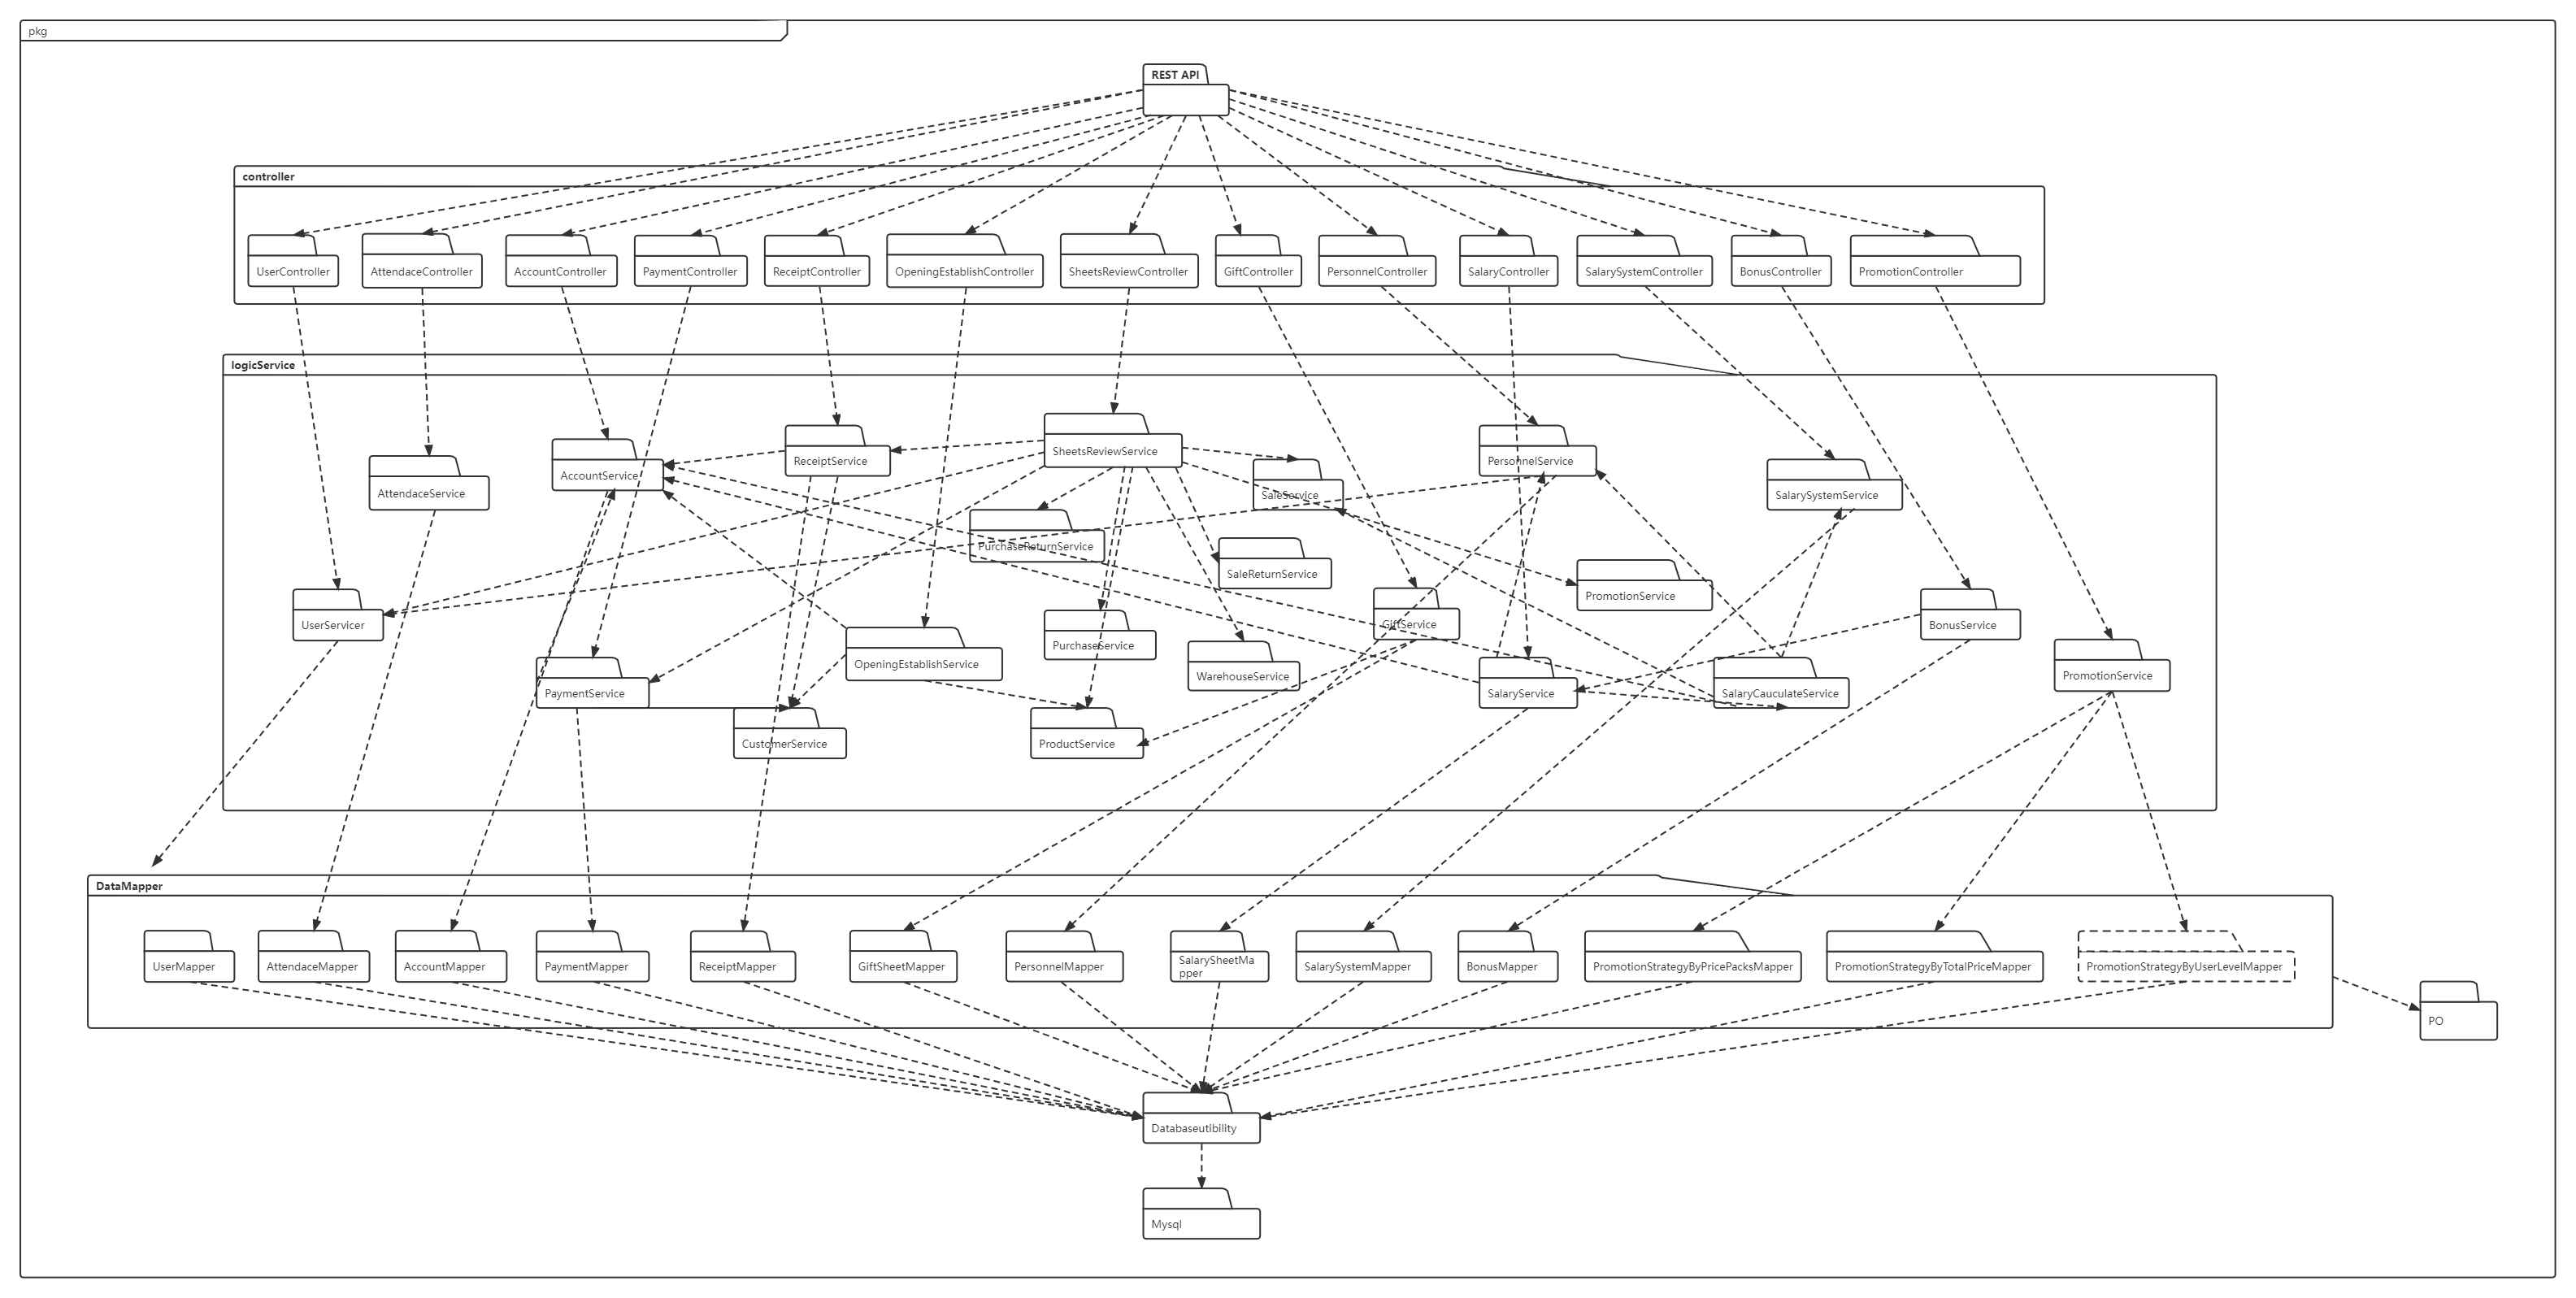 pkg
REST API
controller
UserController
AttendaceController
AccountController
PaymentController
ReceiptController
OpeningEstablishController
SheetsReviewController
GiftController
PersonnelController
SalaryController
SalarySystemController
BonusController
PromotionController
logicService
SheetsReviewService
ReceiptService
PersonnelService
AccountService
AttendaceService
SaleService
SalarySystemService
PurchaseReturnService
SaleReturnService
PromotionService
UserServicer
GiftService
BonusService
PurchaseService
OpeningEstablishService
WarehouseService
PromotionService
PaymentService
SalaryService
SalaryCauculateService
CustomerService
ProductService
DataMapper
UserMapper
AttendaceMapper
AccountMapper
PaymentMapper
ReceiptMapper
GiftSheetMapper
PersonnelMapper
SalarySheetMa
pper
SalarySystemMapper
BonusMapper
PromotionStrategyByPricePacksMapper
PromotionStrategyByTotalPriceMapper
PromotionStrategyByUserLevelMapper
PO
Databaseutibility
Mysql